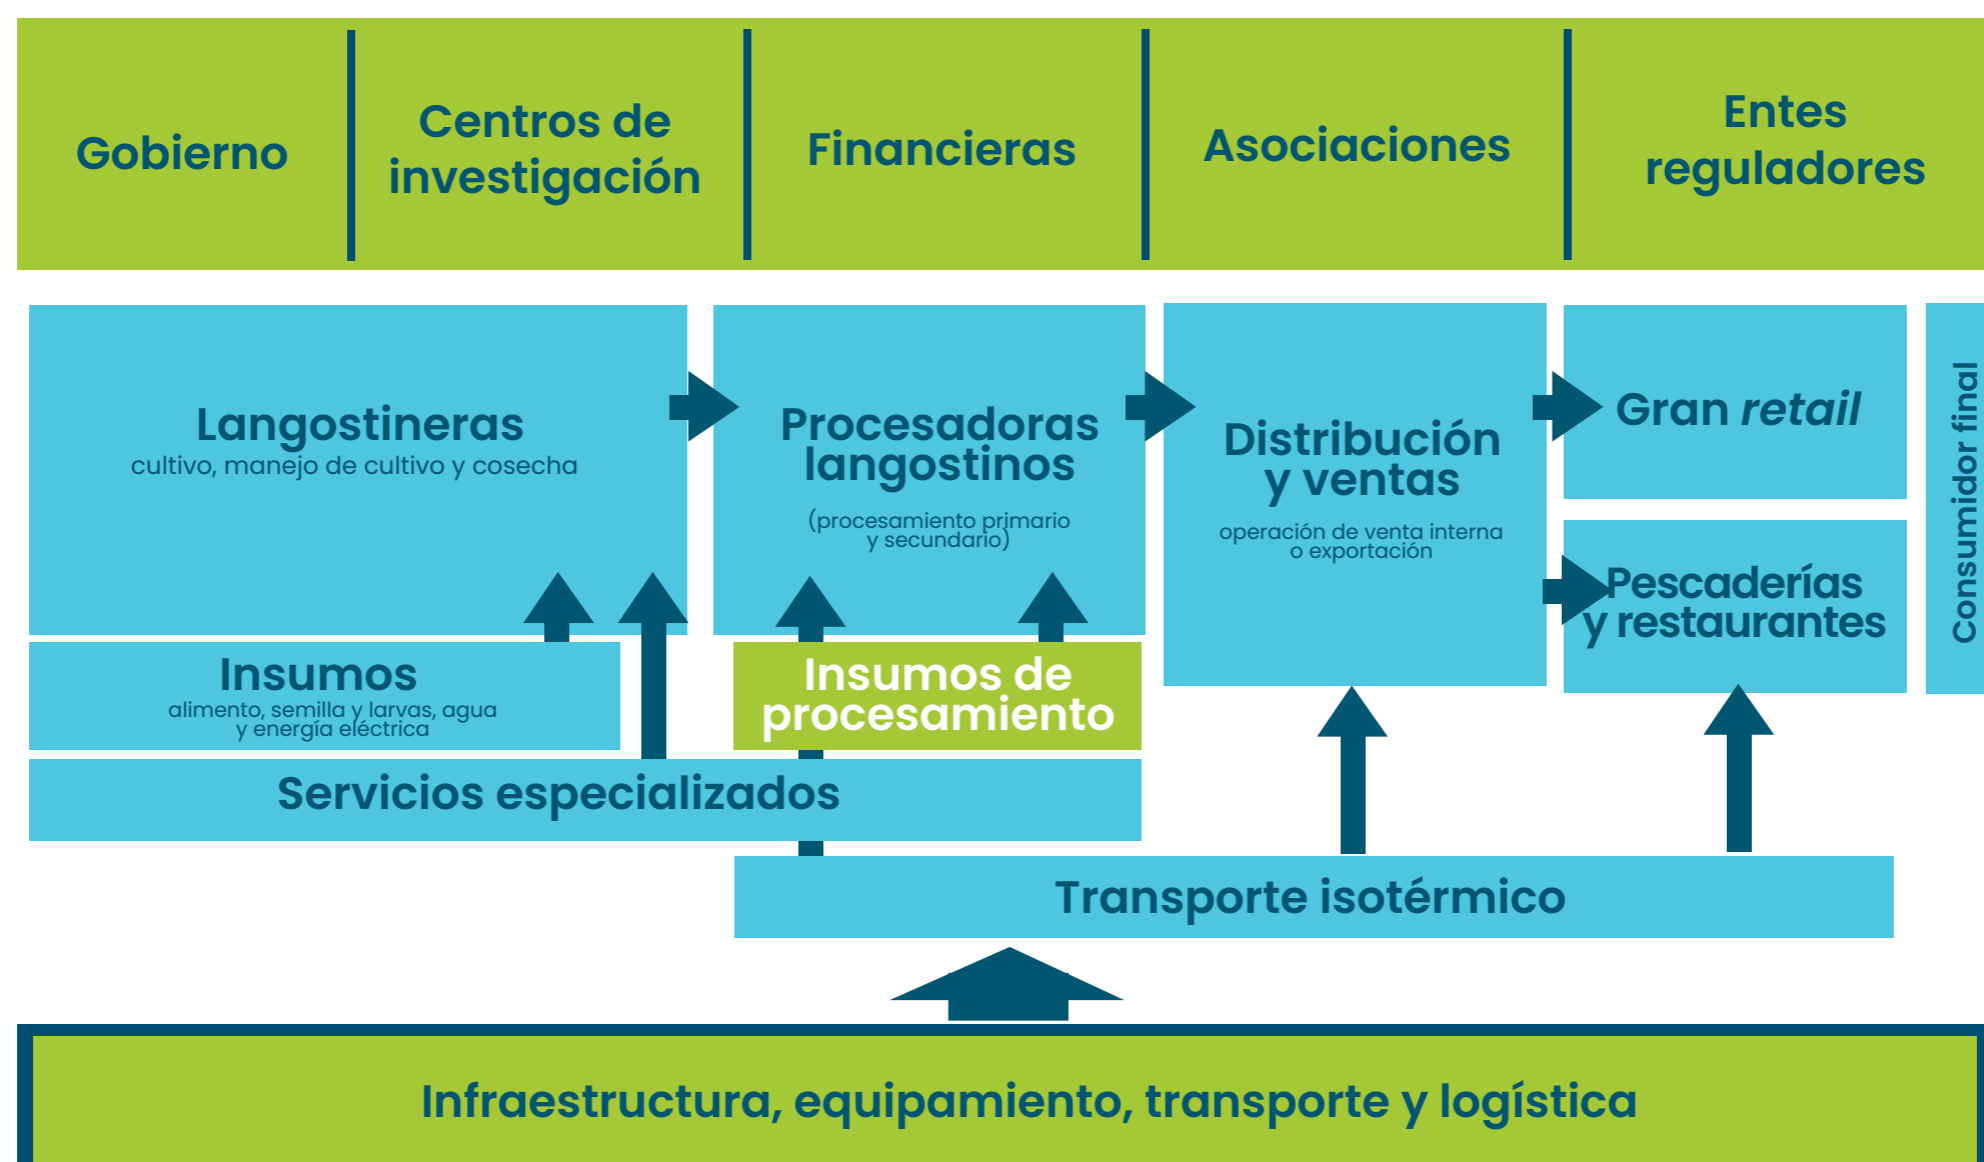 Gobierno
Centros de
investigación
Financieras
Asociaciones
Entes
reguladores
Langostineras
cultivo, manejo de cultivo y cosecha
Procesadoras
langostinos
(procesamiento primario
y secundario)
Distribución
y ventas
operación de venta interna
o exportación
Gran retail
Pescaderías
y restaurantes
Consumidor final
Insumos
alimento, semilla y larvas, agua
y energía eléctrica
Insumos de
procesamiento
Servicios especializados
Transporte isotérmico
Infraestructura, equipamiento, transporte y logística